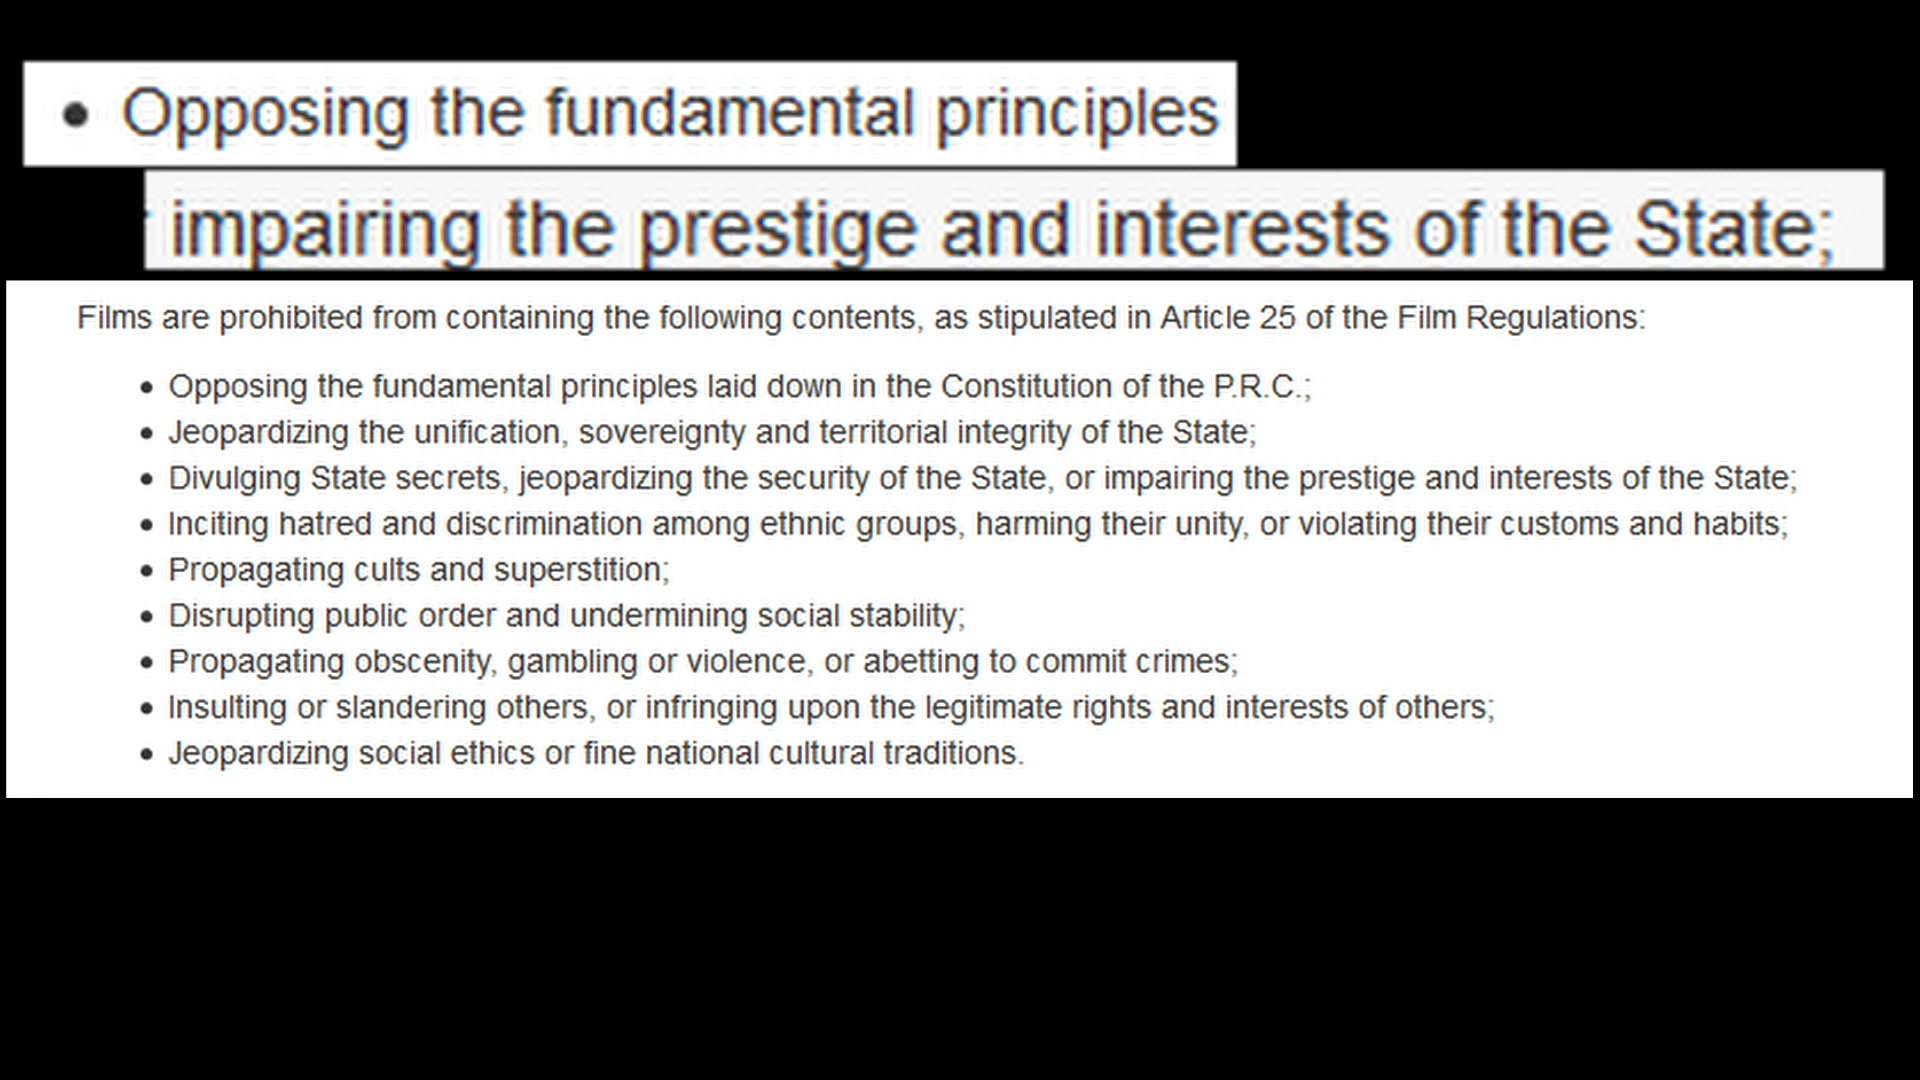 • Opposing the fundamental principles
impairing the prestige and interests of the State;
Films are prohibited from containing the following contents, as stipulated in Article 25 of the Film Regulations:
• Opposing the fundamental principles laid down in the Constitution of the P.R.C.;
• Jeopardizing the unification, sovereignty and territorial integrity of the State;
• Divulging State secrets, jeopardizing the security of the State, or impairing the prestige and interests of the State;
• Inciting hatred and discrimination among ethnic groups, harming their unity, or violating their customs and habits;
• Propagating cults and superstition;
• Disrupting public order and undermining social stability;
• Propagating obscenity, gambling or violence, or abetting to commit crimes;
• Insulting or slandering others, or infringing upon the legitimate rights and interests of others;
• Jeopardizing social ethics or fine national cultural traditions.